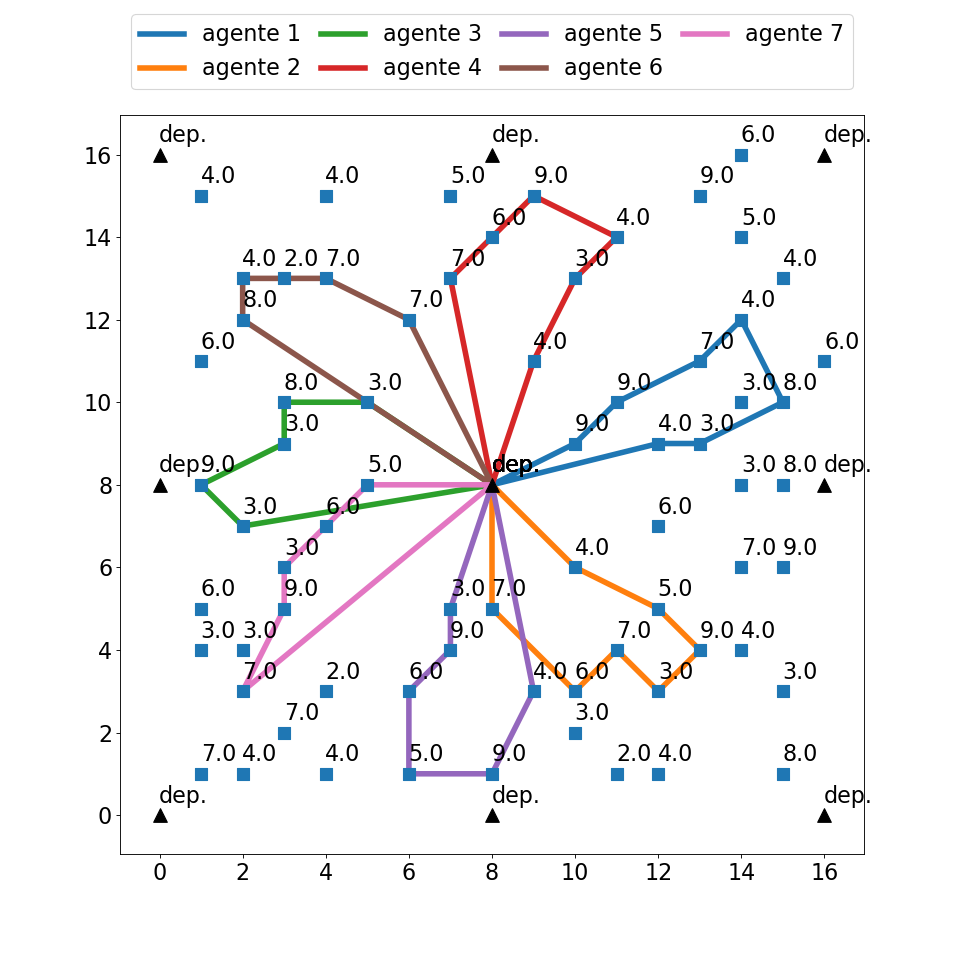 agente 1 agente 3 agente 5 agente 7
agente 2 agente 4 agente 6
dep. dep. 6.0 dep.
16
4.0 4.0 5.0 9.0 9.0
6.0 4.0 5.0
14
4.0 2.0 7.0 7.0 3.0 4.0
8.0 7.0 4.0
12
6.0 4.0 7.0 6.0
8.0 3.0 9.0 3.0 8.0
10
3.0 9.0 4.0 3.0
dep. 9.0 5.0 dep. 3.0 8.0 dep.
8
3.0 6.0 6.0
3.0 4.0 7.0 9.0
6
6.0 9.0 3.0 7.0 5.0
3.0 3.0 9.0 7.0 9.0 4.0
4
7.0 2.0 6.0 4.0 6.0 3.0 3.0
7.0 3.0
2
7.0 4.0 4.0 5.0 9.0 2.0 4.0 8.0
dep. dep. dep.
0
0 2 4 6 8 10 12 14 16